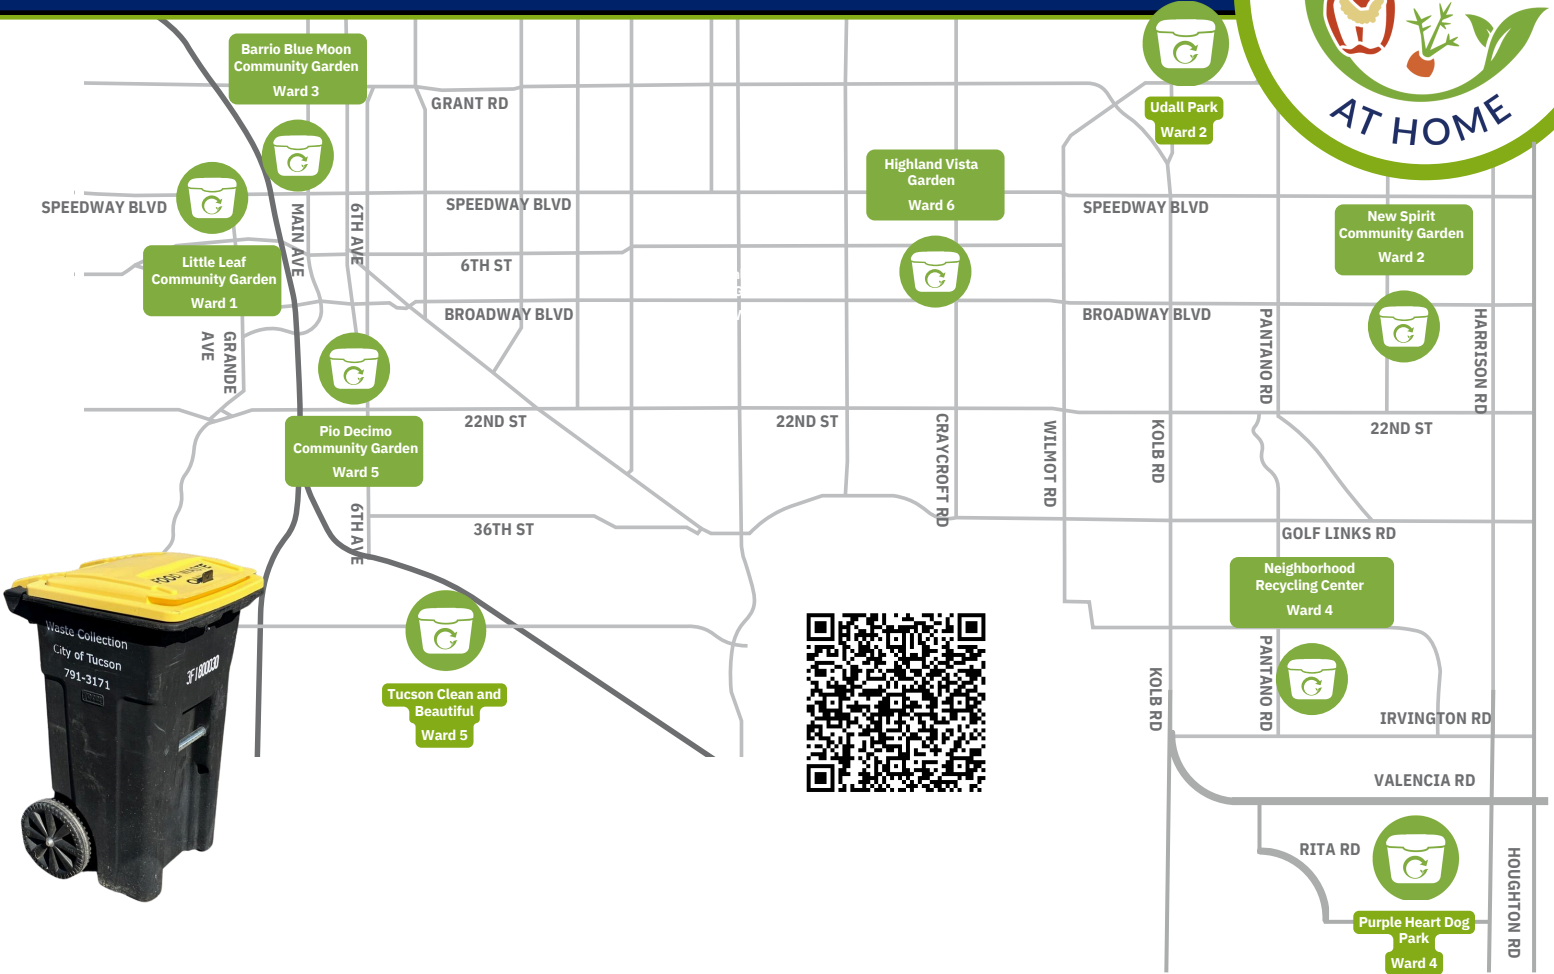 AT HOME
Barrio Blue Moon
Community Garden
Ward 3
GRANT RD
Udall Park
Ward 2
Highland Vista
Garden
Ward 6
SPEEDWAY BLVD
SPEEDWAY BLVD
SPEEDWAY BLVD
MAIN AVE
6TH AVE
New Spirit
Community Garden
Ward 2
Little Leaf
Community Garden
Ward 1
6TH ST
BROADWAY BLVD
BROADWAY BLVD
GRANDE
AVE
PANTANO RD
HARRISON RD
Pio Decimo
Community Garden
Ward 5
22ND ST
22ND ST
22ND ST
CRAYCROFT RD
WILMOT RD
KOLB RD
6TH AVE
36TH ST
GOLF LINKS RD
Neighborhood
Recycling Center
Ward 4
FOOD WASTE
Waste Collection
City of Tucson
791-3171
Tucson Clean and
Beautiful
Ward 5
KOLB RD
PANTANO RD
IRVINGTON RD
VALENCIA RD
RITA RD
HOUGHTON RD
Purple Heart Dog
Park
Ward 4